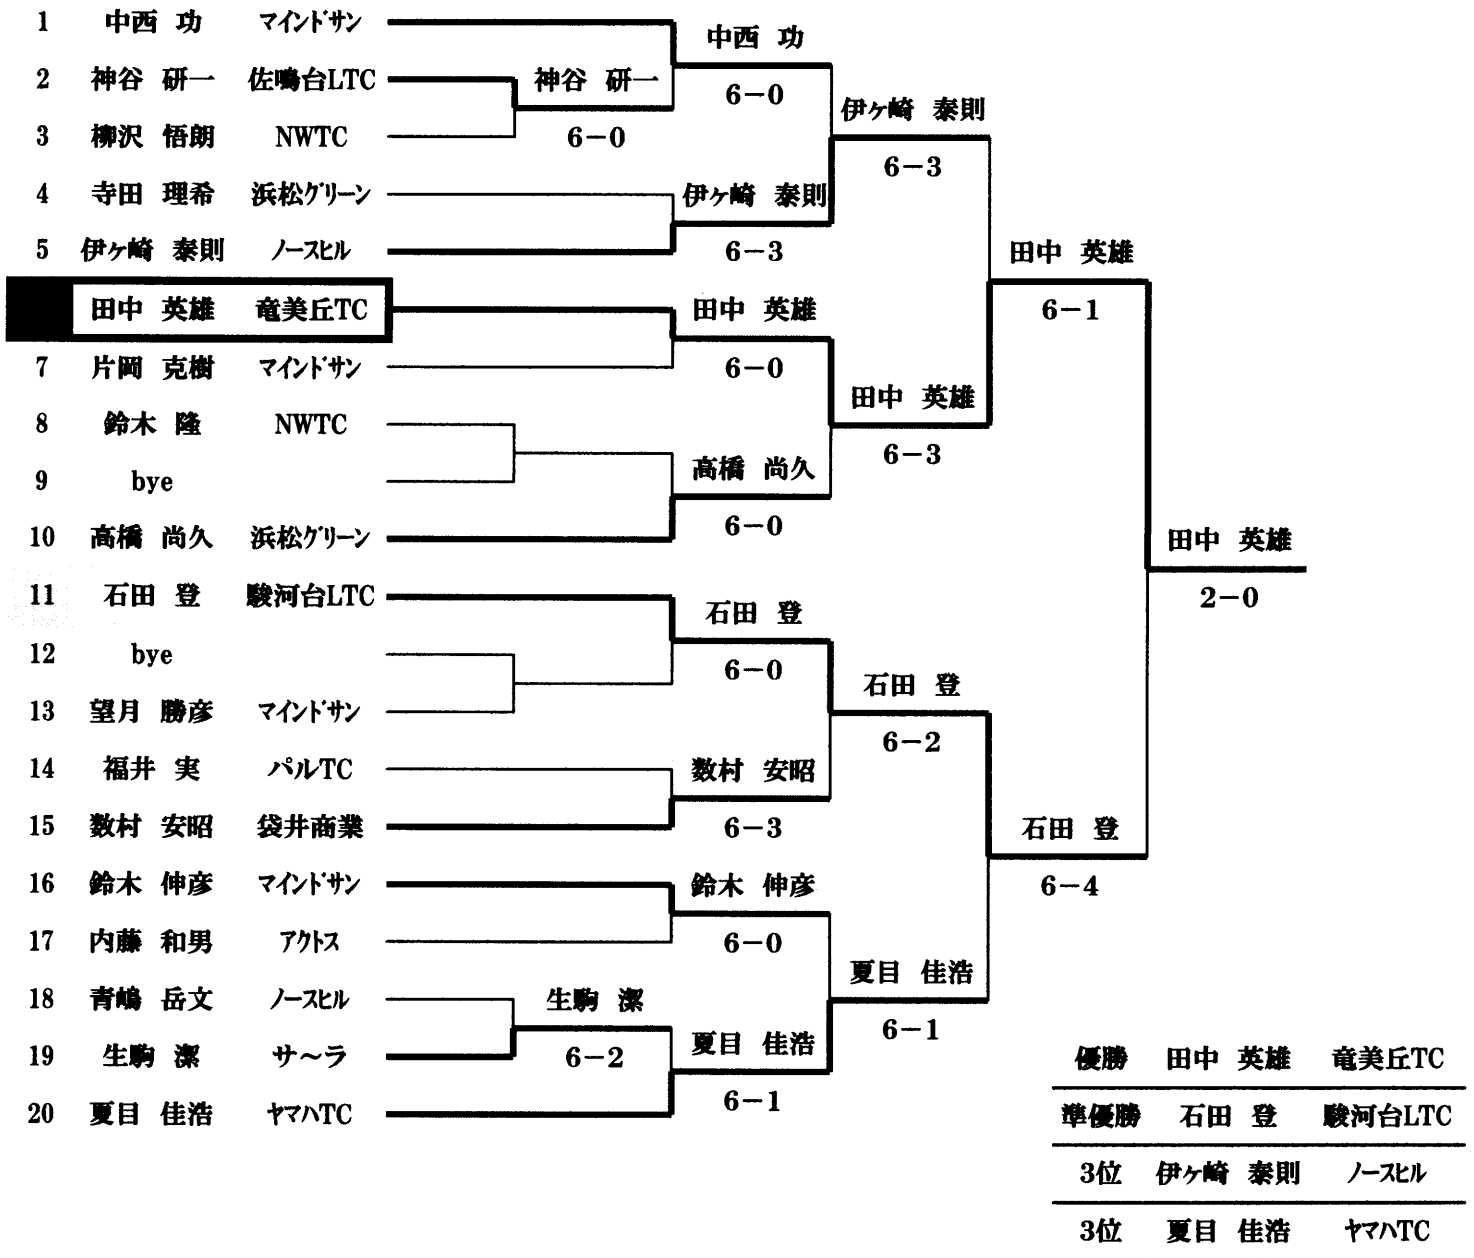 1 中西 功 マインドサン
中西 功
2 神谷 研一 佐鳴台LTC 神谷 研一
6-0
伊ヶ崎 泰則
3 柳沢 悟朗 NWTC 6-0
6-3
4 寺田 理希 浜松グリーン 伊ヶ崎 泰則
5 伊ヶ崎 泰則 ノースヒル 6-3 田中 英雄
田中 英雄 竜美丘TC 田中 英雄 6-1
7 片岡 克樹 マインドサン 6-0
田中 英雄
8 鈴木 隆 NWTC
6-3
高橋 尚久
9 bye
6-0
10 高橋 尚久 浜松グリーン 田中 英雄
11 石田 登 駿河台LTC 2-0
石田 登
12 bye
6-0
石田 登
13 望月 勝彦 マインドサン
6-2
14 福井 実 パルTC 数村 安昭
15 数村 安昭 袋井商業 6-3 石田 登
16 鈴木 伸彦 マインドサン 鈴木 伸彦 6-4
17 内藤 和男 アクトス 6-0
夏目 佳浩
18 青嶋 岳文 ノースヒル 生駒 潔
6-1
夏目 佳浩
19 生駒 潔 サ～ラ 6-2
6-1
20 夏目 佳浩 ヤマハTC
優勝 田中 英雄 竜美丘TC
準優勝 石田 登 駿河台LTC
3位 伊ヶ崎 泰則 ノースヒル
3位 夏目 佳浩 ヤマハTC